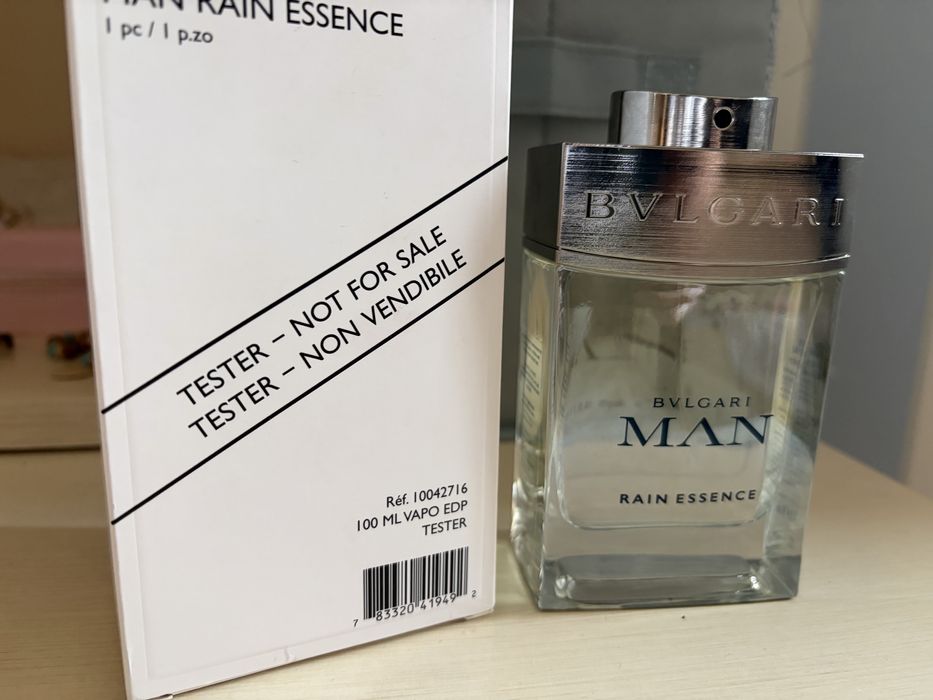 MAN RAIN ESSENCE
1 pc / 1 p.zo
TESTER – NOT FOR SALE
TESTER – NON VENDIBILE
Réf. 10042716
100 ML VAPO EDP
TESTER
7 83320 41949 2
BVLGARI
BVLGARI
MAN
RAIN ESSENCE